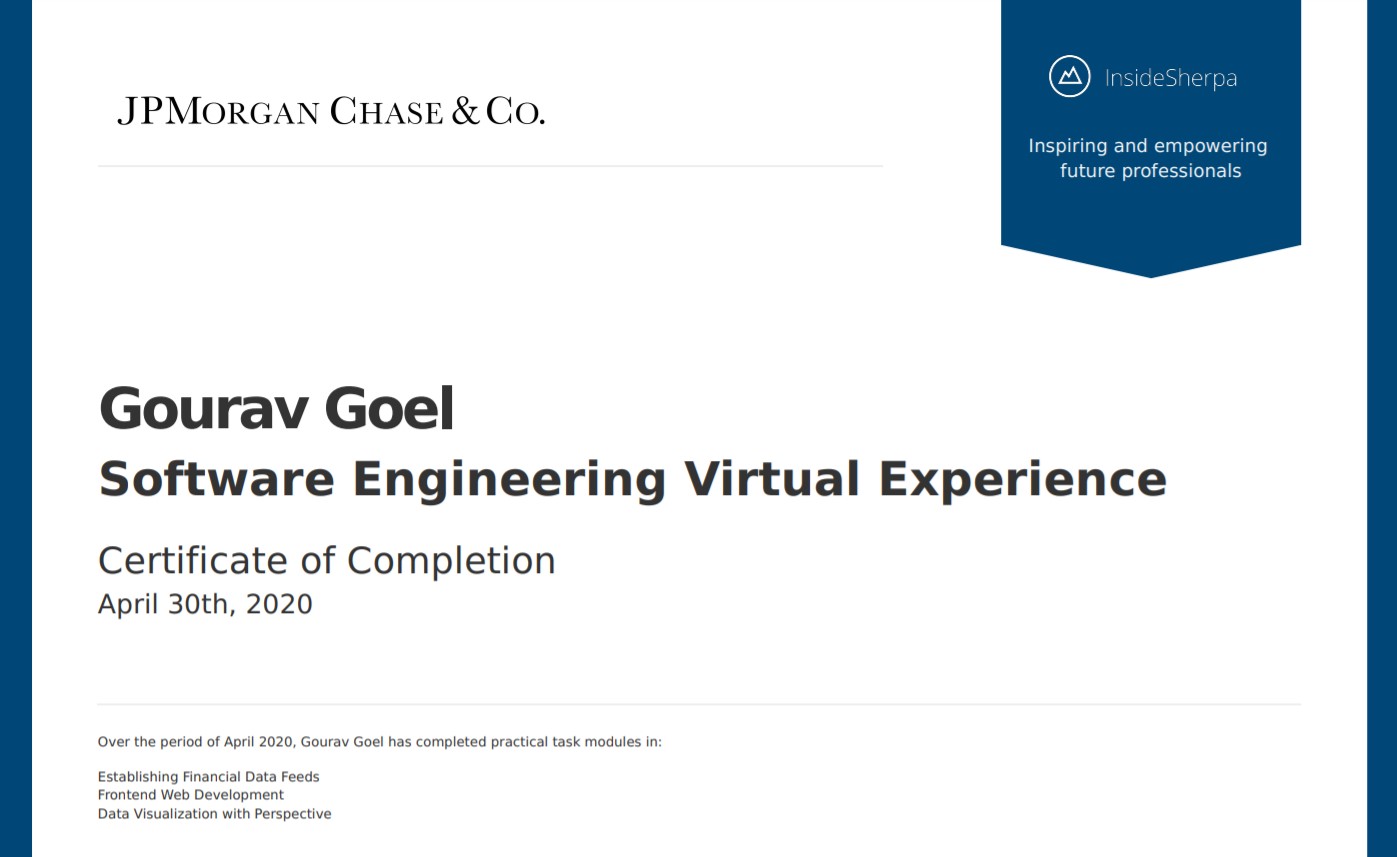 JPMORGAN CHASE & CO.
InsideSherpa
Inspiring and empowering
future professionals
Gourav Goel
Software Engineering Virtual Experience
Certificate of Completion
April 30th, 2020
Over the period of April 2020, Gourav Goel has completed practical task modules in:
Establishing Financial Data Feeds
Frontend Web Development
Data Visualization with Perspective